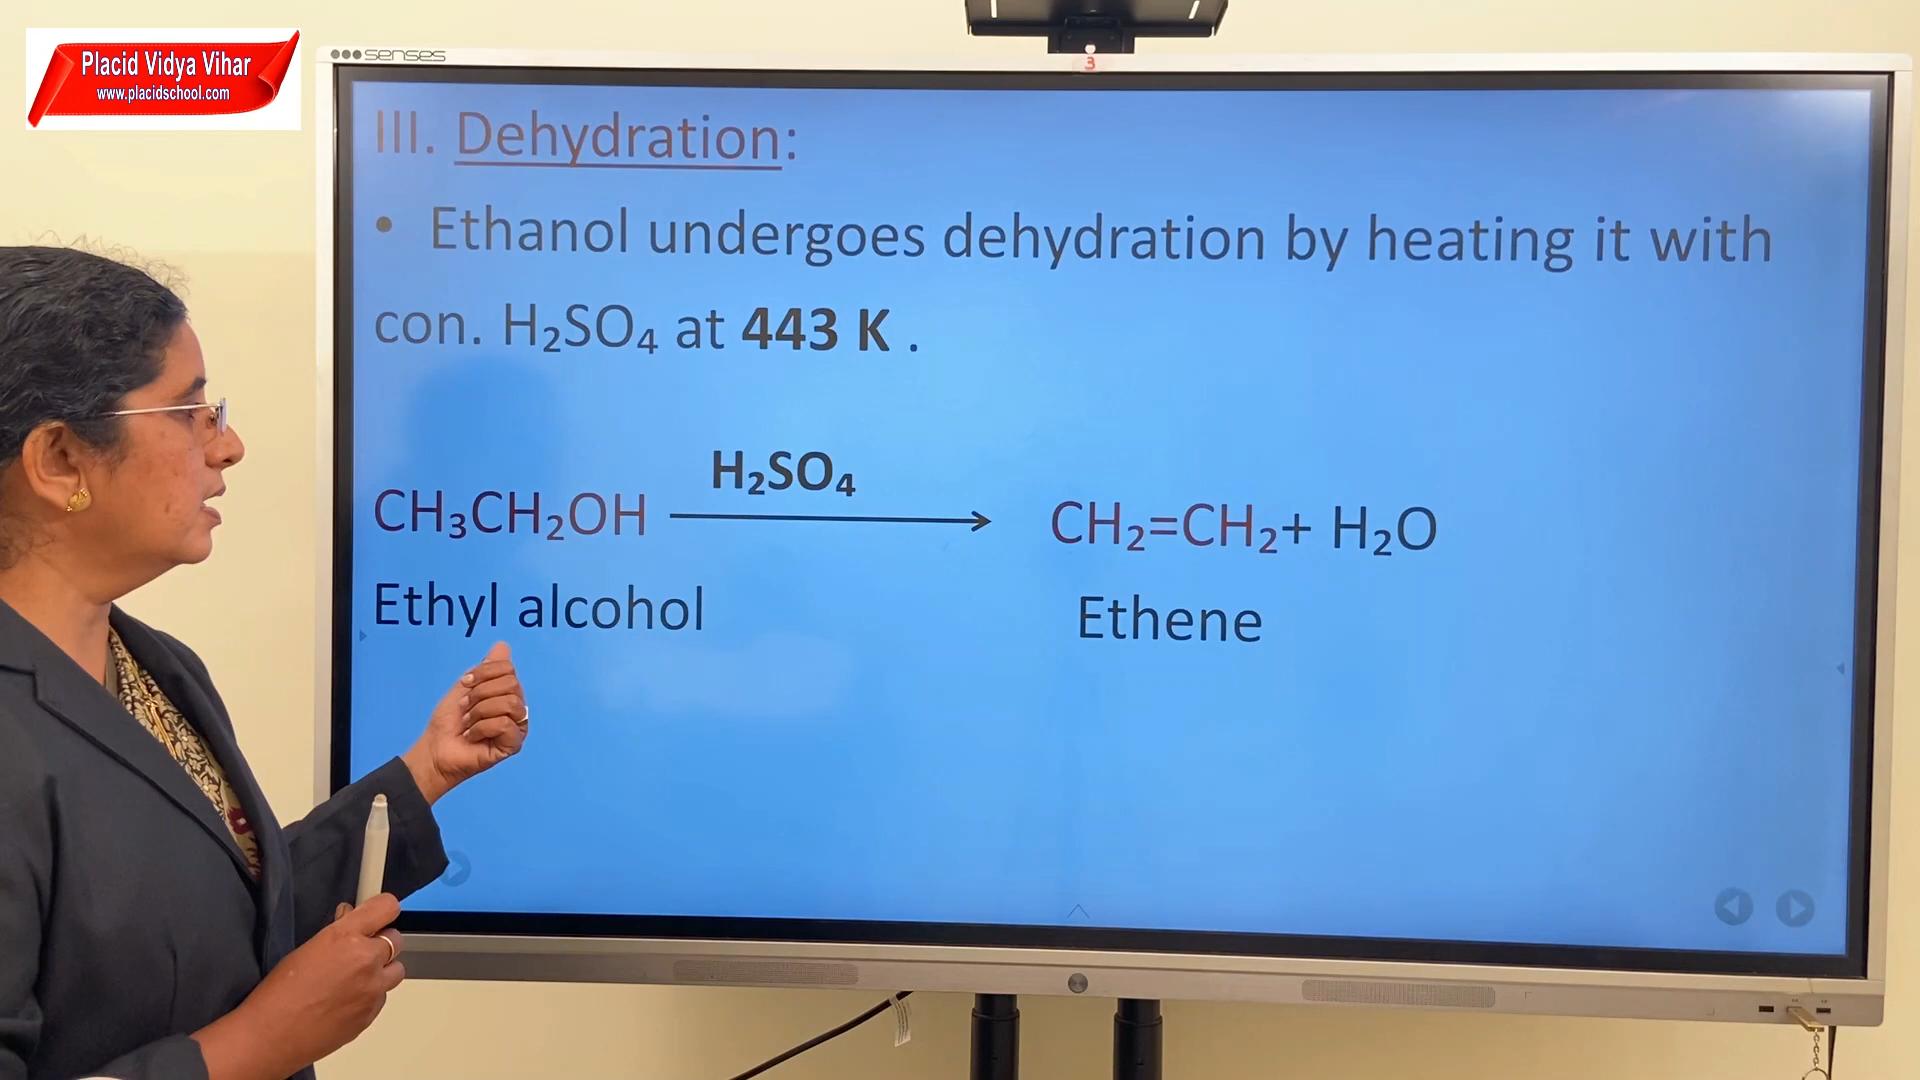 Placid Vidya Vihar
www.placidschool.com
senses
3
III. Dehydration:
• Ethanol undergoes dehydration by heating it with
con. H₂SO₄ at 443 K .
H₂SO₄
CH₃CH₂OH ⟶ CH₂=CH₂+ H₂O
Ethyl alcohol Ethene